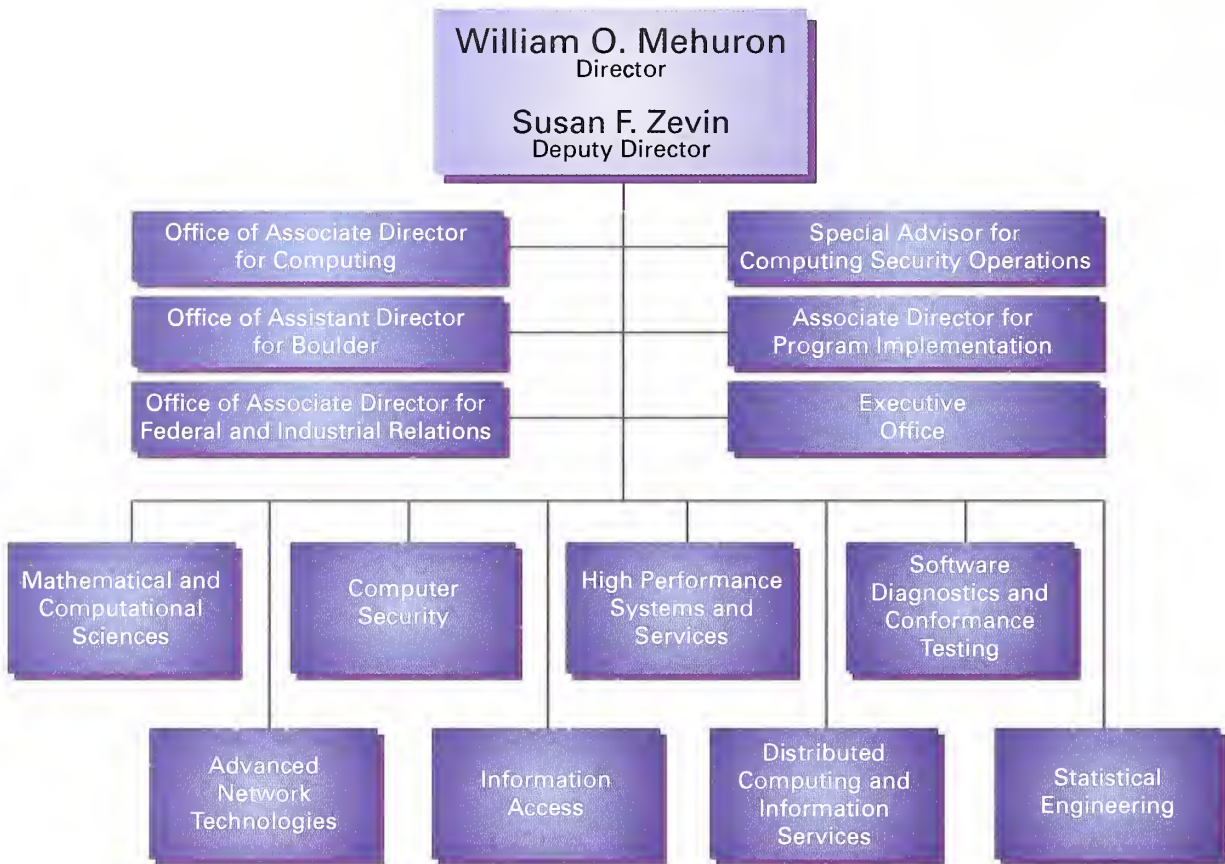 William O. Mehuron
Director
Susan F. Zevin
Deputy Director
Office of Associate Director
for Computing
Special Advisor for
Computing Security Operations
Office of Assistant Director
for Boulder
Associate Director for
Program Implementation
Office of Associate Director for
Federal and Industrial Relations
Executive
Office
Mathematical and
Computational
Sciences
Computer
Security
High Performance
Systems and
Services
Software
Diagnostics and
Conformance
Testing
Advanced
Network
Technologies
Information
Access
Distributed
Computing and
Information
Services
Statistical
Engineering